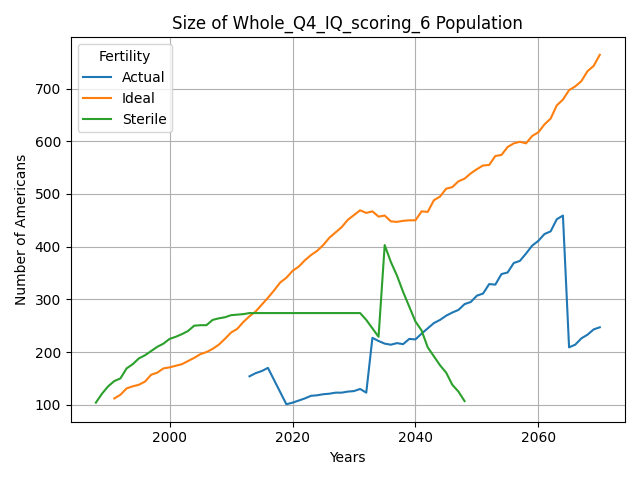 Size of Whole_Q4_IQ_scoring_6 Population
Fertility
Actual
Ideal
Sterile
Number of Americans
700
600
500
400
300
200
100
2000
2020
2040
2060
Years